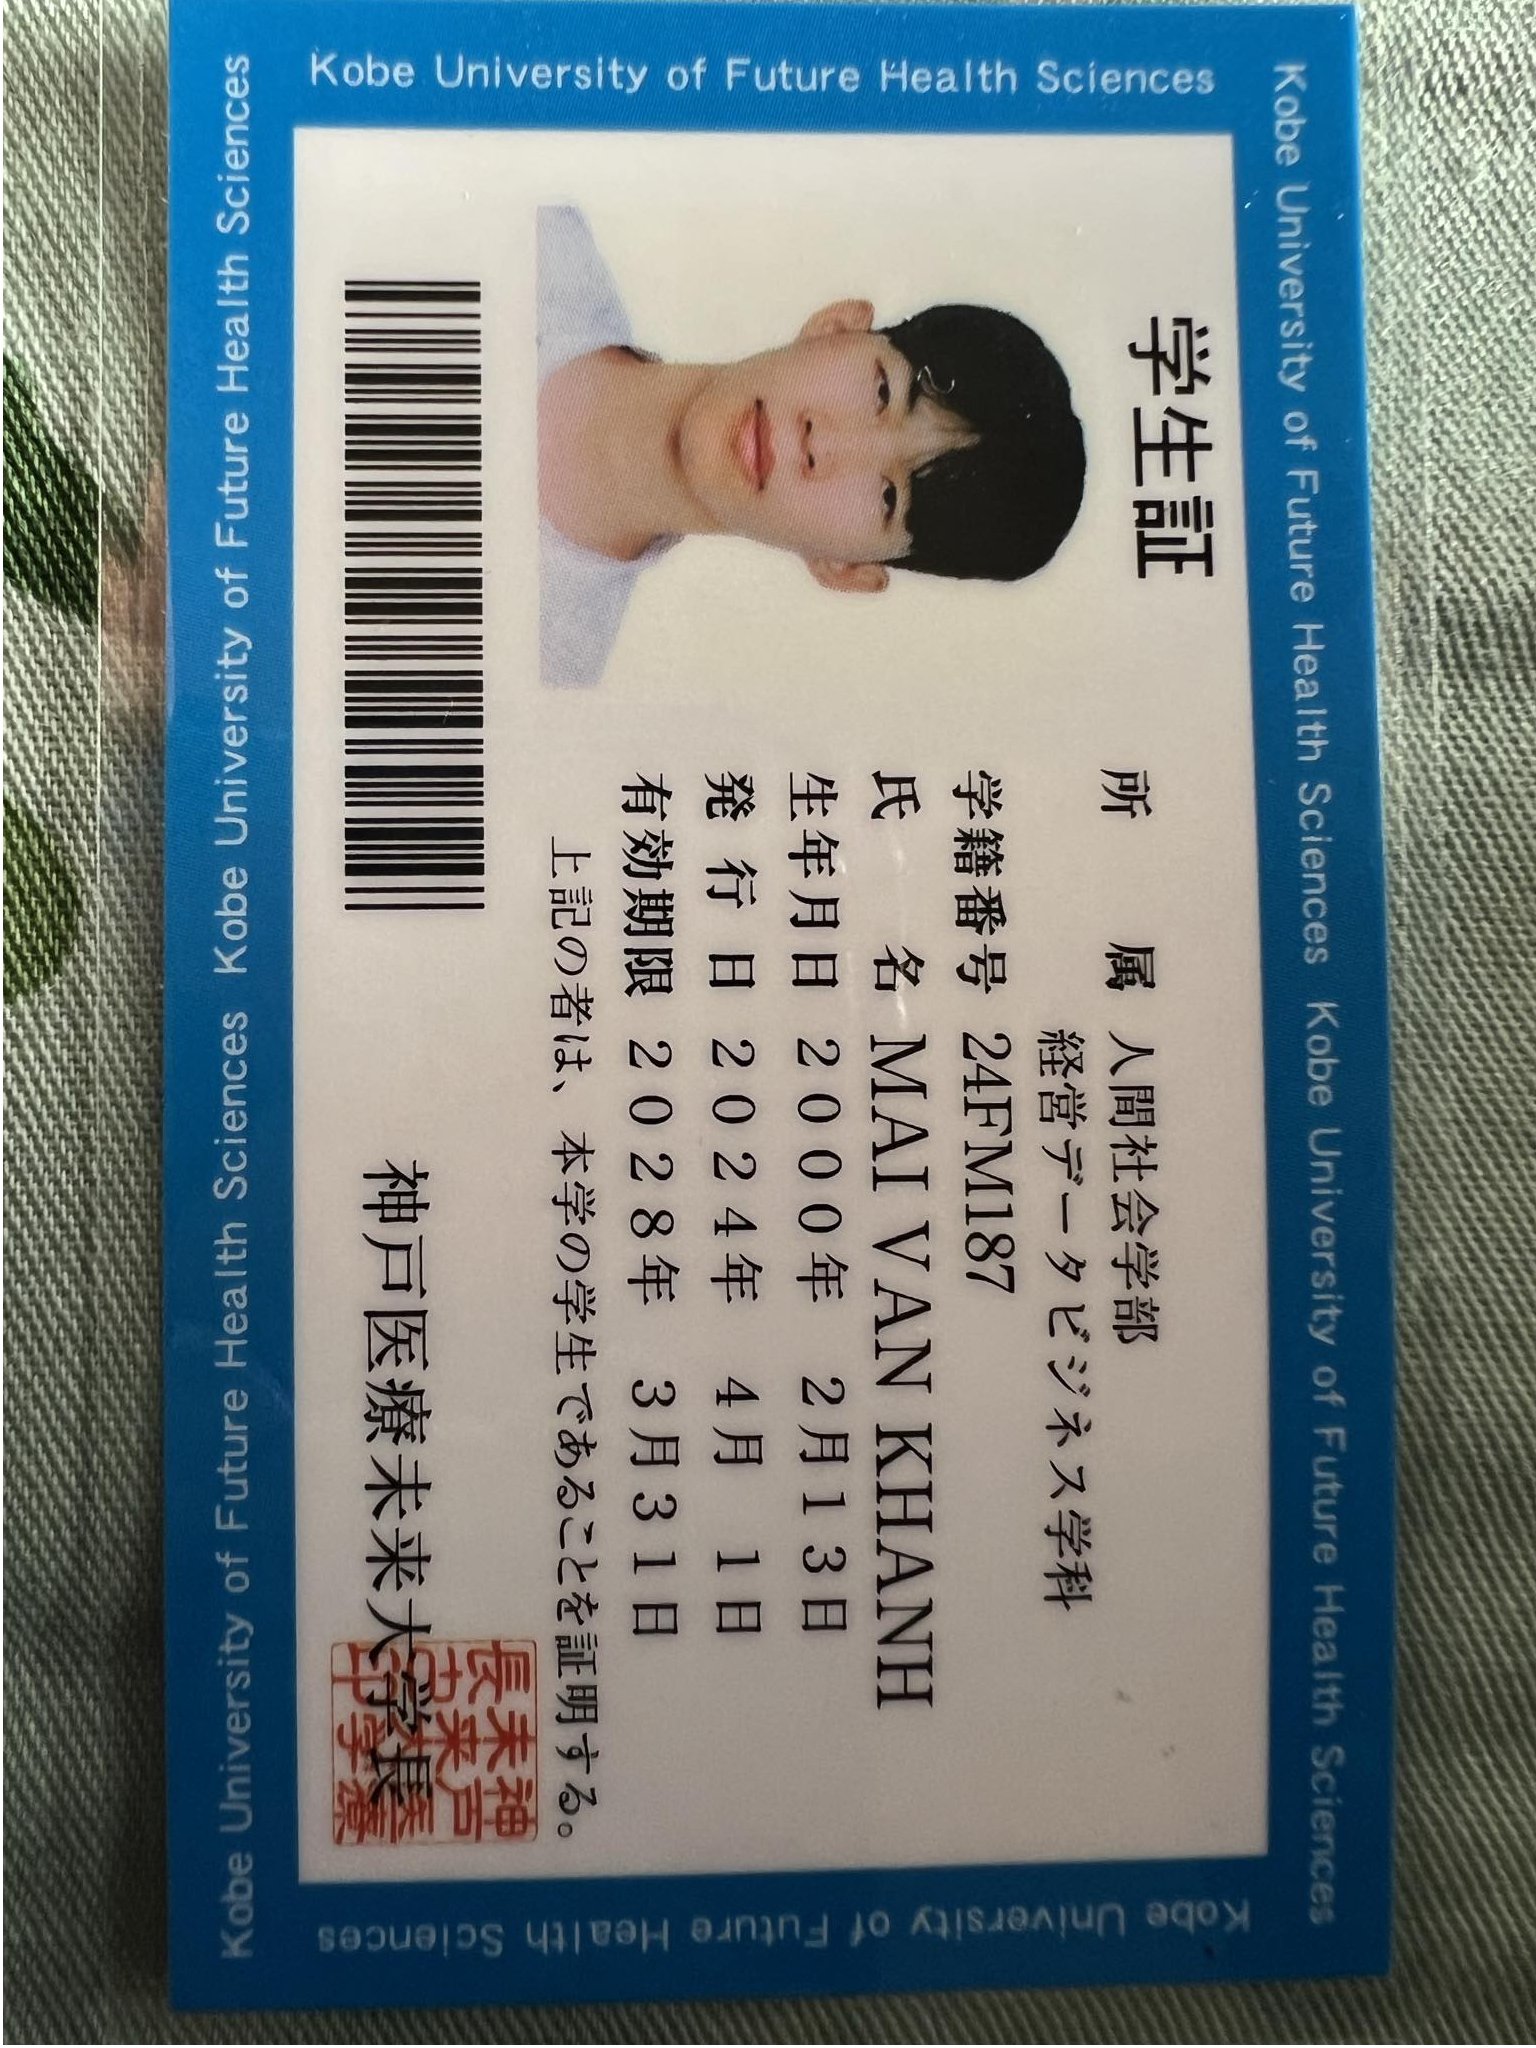 Kobe University of Future Health Sciences Kobe University of Future Health Sciences
Kobe University of Future Health Sciences
学生証
所属 人間社会学部
経営データビジネス学科
学籍番号 24FM187
氏名 MAI VAN KHANH
生年月日 2000年 2月13日
発行日 2024年 4月 1日
有効期限 2028年 3月31日
上記の者は、本学の学生であることを証明する。
神戸医療未来大学長
神戸医療
未来大学
長之印
Kobe University of Future Health Sciences
Kobe University of Future Health Sciences Kobe University of Future Health Sciences